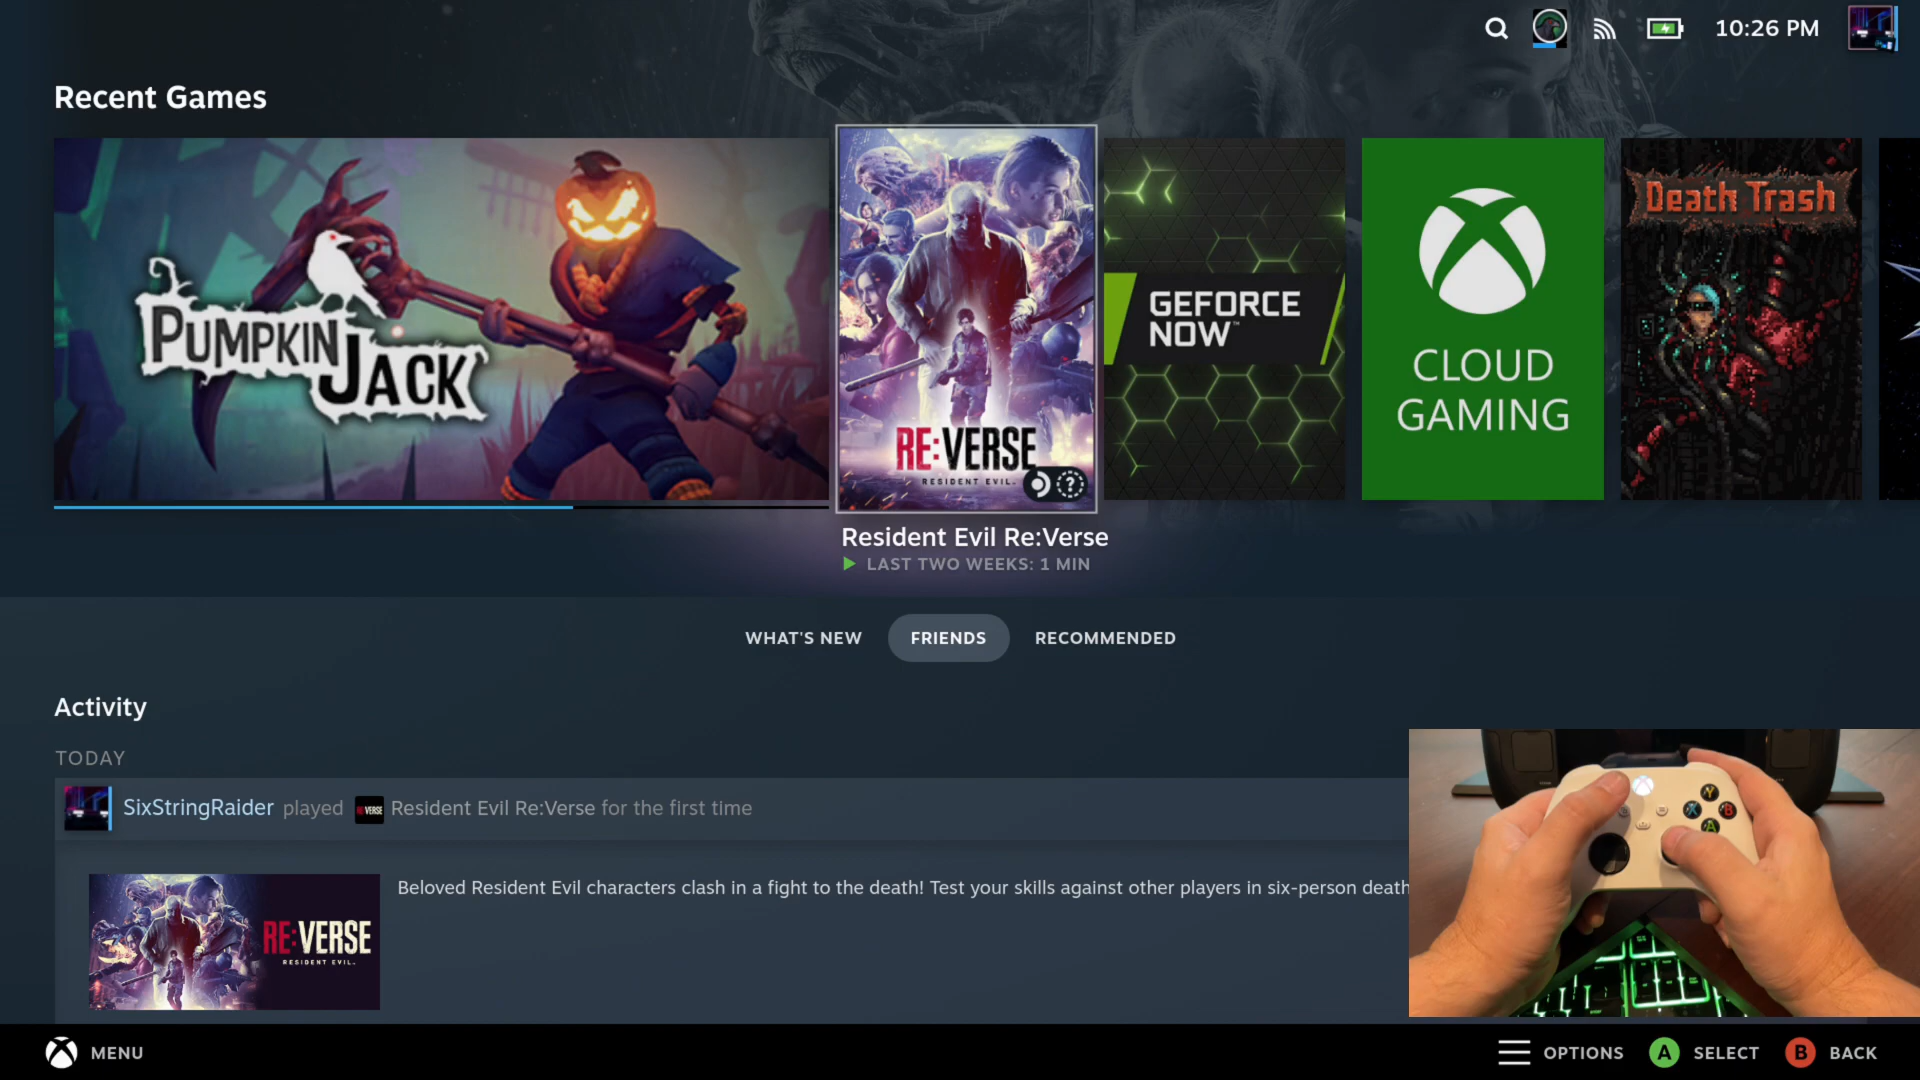 10:26 PM
Recent Games
PUMPKIN
JACK
RE:VERSE
RESIDENT EVIL.
GEFORCE
NOW™
CLOUD
GAMING
Death Trash
Resident Evil Re:Verse
LAST TWO WEEKS: 1 MIN
WHAT'S NEW
FRIENDS
RECOMMENDED
Activity
TODAY
SixStringRaider played RE:VERSE Resident Evil Re:Verse for the first time
Beloved Resident Evil characters clash in a fight to the death! Test your skills against other players in six-person death
RE:VERSE
RESIDENT EVIL.
Y
X
B
A
MENU
OPTIONS
A SELECT
B BACK